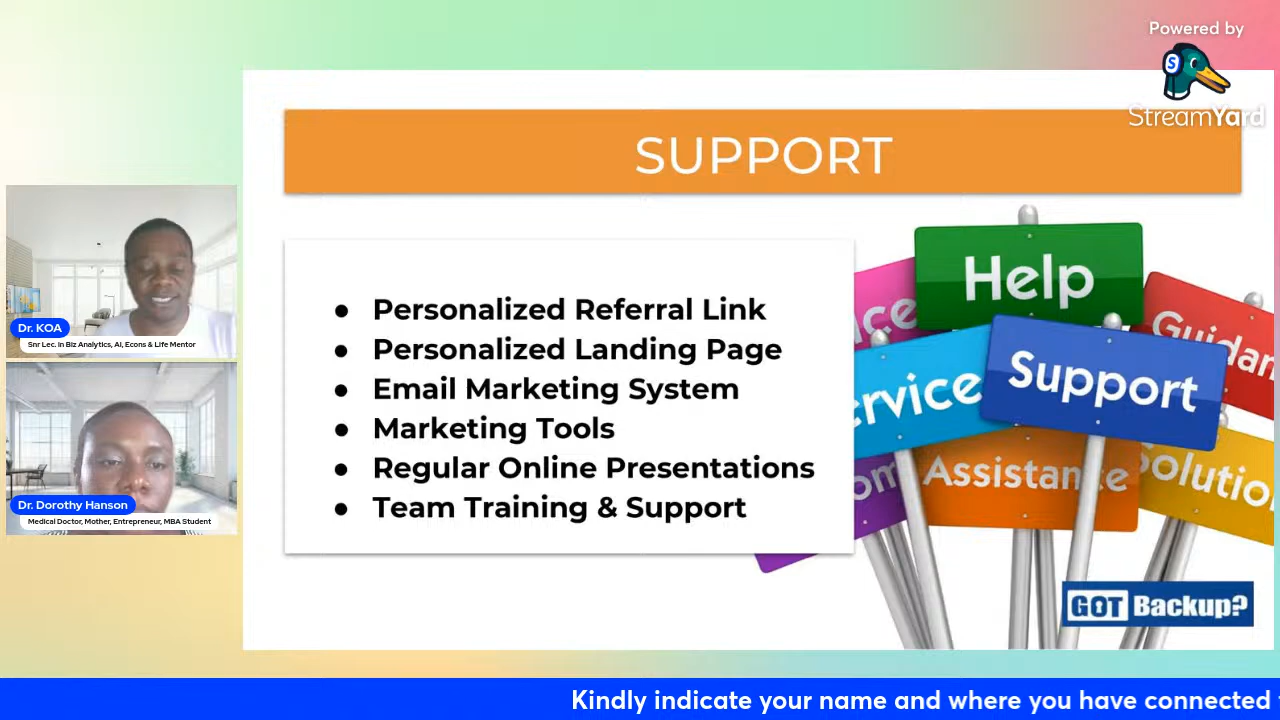 Powered by
StreamYard
SUPPORT
Personalized Referral Link
Personalized Landing Page
Email Marketing System
Marketing Tools
Regular Online Presentations
Team Training & Support
Help
Support
Assistance
GOT Backup?
Dr. KOA
Snr Lec. in Biz Analytics, AI, Econs & Life Mentor
Dr. Dorothy Hanson
Medical Doctor, Mother, Entrepreneur, MBA Student
Kindly indicate your name and where you have connected